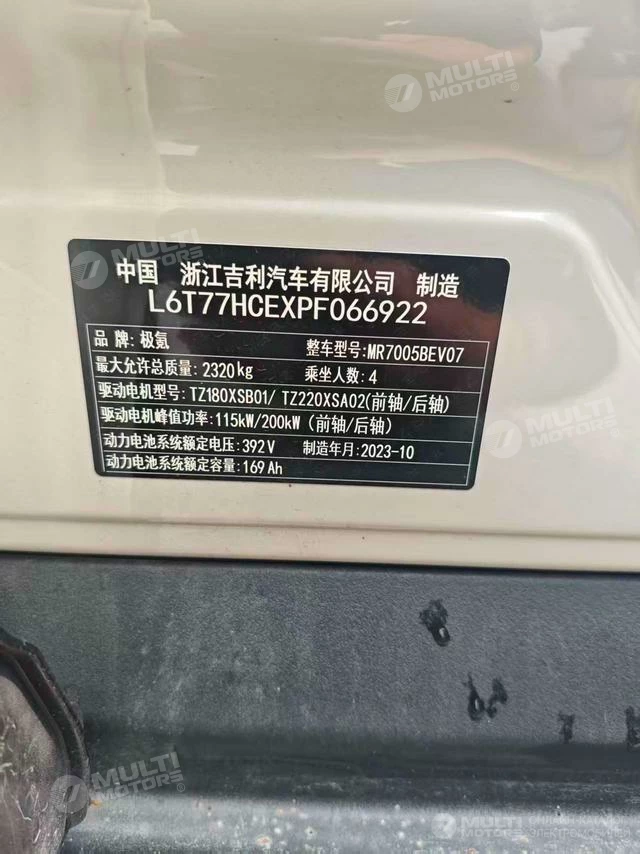 MULTI
MOTORS®
MULTI
MOTORS®
中国 浙江吉利汽车有限公司 制造
L6T77HCEXPF066922
品 牌:极氪
整车型号:MR7005BEV07
最大允许总质量:2320kg
乘坐人数:4
驱动电机型号:TZ180XSB01/ TZ220XSA02(前轴/后轴)
驱动电机峰值功率:115kW/200kW (前轴/后轴)
动力电池系统额定电压:392V
制造年月:2023-10
动力电池系统额定容量:169Ah
MULTI
MOTORS®
MULTI
MOTORS